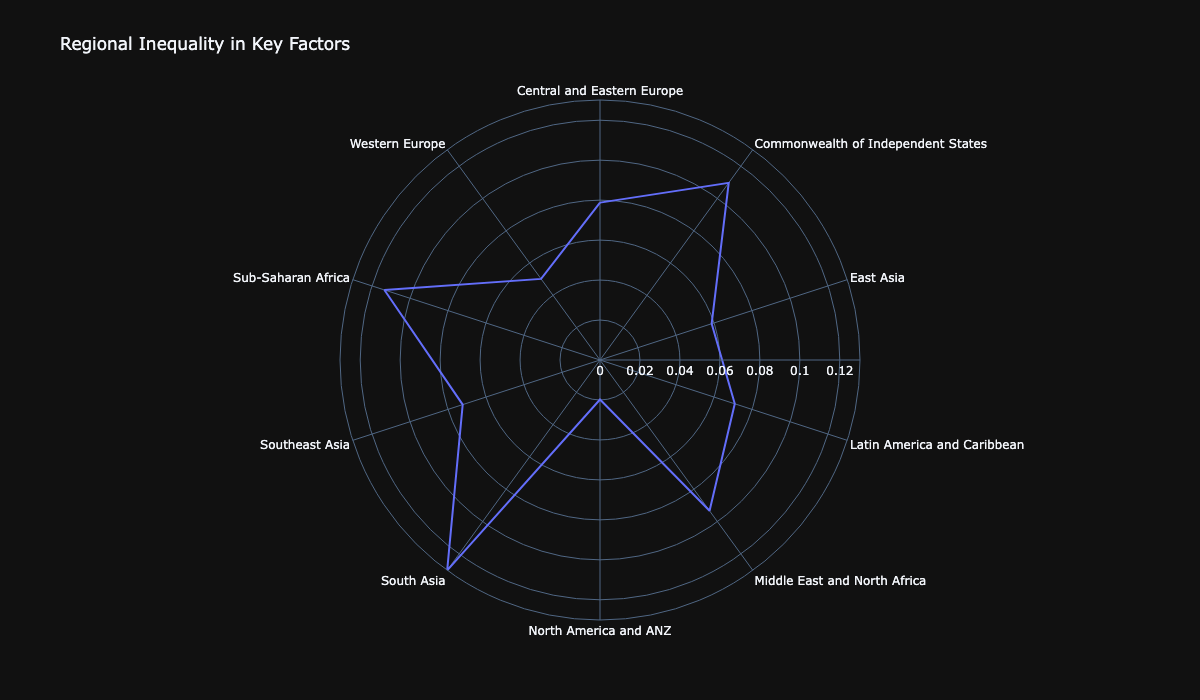 Regional Inequality in Key Factors
Central and Eastern Europe
Western Europe
Commonwealth of Independent States
Sub-Saharan Africa
East Asia
0 0.02 0.04 0.06 0.08 0.1 0.12
Southeast Asia
Latin America and Caribbean
South Asia
Middle East and North Africa
North America and ANZ